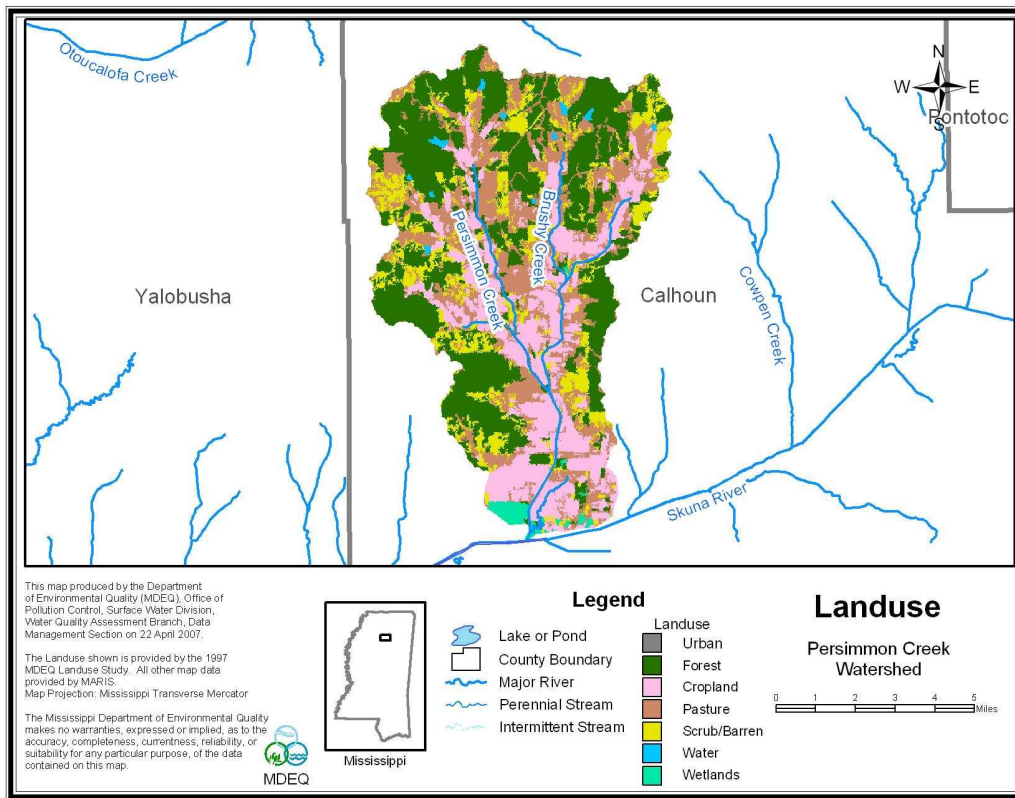 Otoucalofa Creek
N
W
E
S
Pontotoc
Persimmon Creek
Brushy Creek
Yalobusha
Calhoun
Cowpen Creek
Skuna River
This map produced by the Department
of Environmental Quality (MDEQ), Office of
Pollution Control, Surface Water Division,
Water Quality Assessment Branch, Data
Management Section on 22 April 2007.
The Landuse shown is provided by the 1997
MDEQ Landuse Study. All other map data
provided by MARIS.
Map Projection: Mississippi Transverse Mercator
The Mississippi Department of Environmental Quality
makes no warranties, expressed or implied, as to the
accuracy, completeness, currentness, reliability, or
suitability for any particular purpose, of the data
contained on this map.
MDEQ
Mississippi
Legend
Lake or Pond
County Boundary
Major River
Perennial Stream
Intermittent Stream
Landuse
Urban
Forest
Cropland
Pasture
Scrub/Barren
Water
Wetlands
Landuse
Persimmon Creek
Watershed
0 1 2 3 4 5
Miles